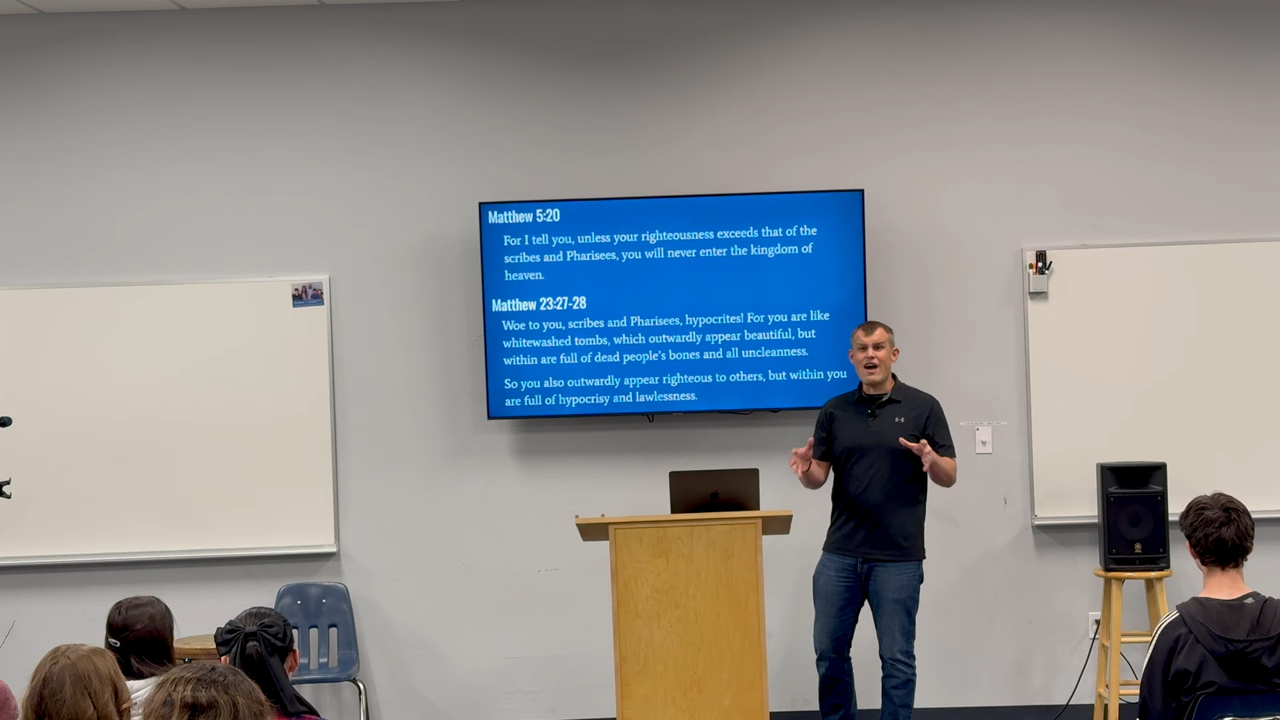 Matthew 5:20
For I tell you, unless your righteousness exceeds that of the
scribes and Pharisees, you will never enter the kingdom of
heaven.
Matthew 23:27-28
Woe to you, scribes and Pharisees, hypocrites! For you are like
whitewashed tombs, which outwardly appear beautiful, but
within are full of dead people's bones and all uncleanness.
So you also outwardly appear righteous to others, but within you
are full of hypocrisy and lawlessness.